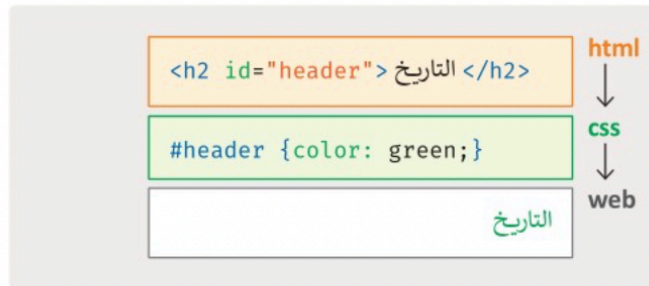 <h2 id="header"> التاريخ </h2>
html
#header {color: green;}
css
التاريخ
web